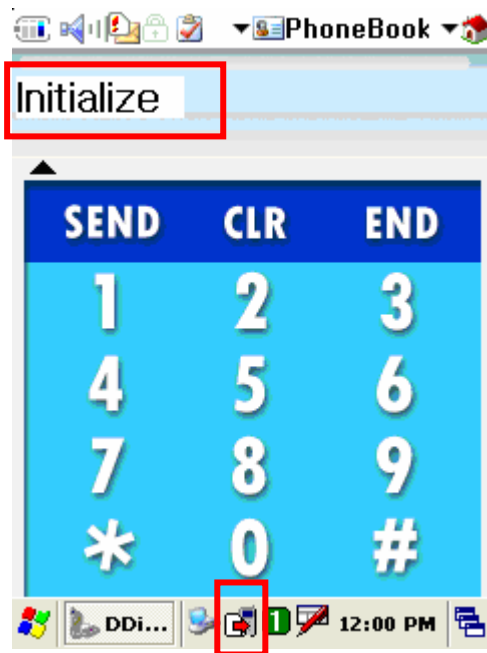 PhoneBook
Initialize
SEND CLR END
1 2 3
4 5 6
7 8 9
* 0 #
DDi... 1 12:00 PM